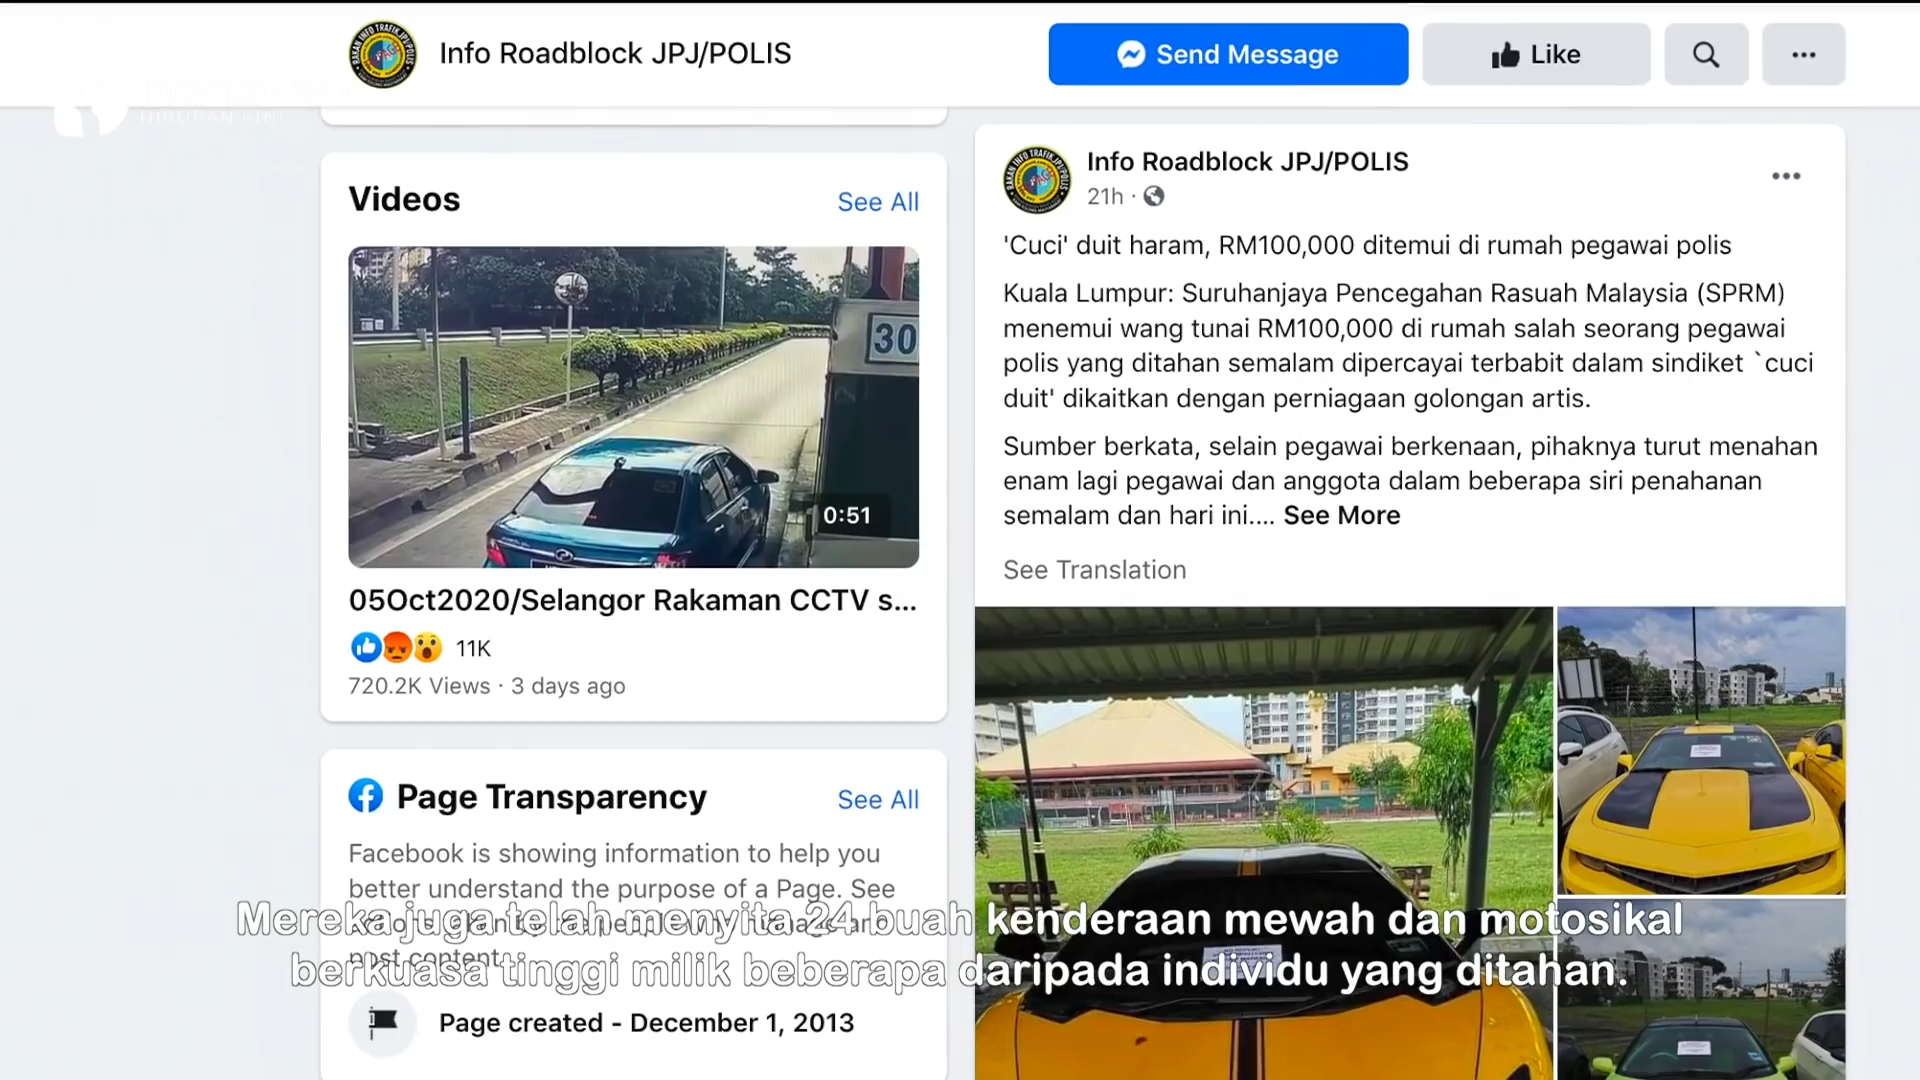 Info Roadblock JPJ/POLIS
Send Message
Like
Videos
See All
30
0:51
05Oct2020/Selangor Rakaman CCTV s...
11K
720.2K Views · 3 days ago
Page Transparency
See All
Facebook is showing information to help you
better understand the purpose of a Page. See
post content.
Page created - December 1, 2013
Info Roadblock JPJ/POLIS
21h ·
'Cuci' duit haram, RM100,000 ditemui di rumah pegawai polis
Kuala Lumpur: Suruhanjaya Pencegahan Rasuah Malaysia (SPRM)
menemui wang tunai RM100,000 di rumah salah seorang pegawai
polis yang ditahan semalam dipercayai terbabit dalam sindiket `cuci
duit' dikaitkan dengan perniagaan golongan artis.
Sumber berkata, selain pegawai berkenaan, pihaknya turut menahan
enam lagi pegawai dan anggota dalam beberapa siri penahanan
semalam dan hari ini.... See More
See Translation
Mereka juga telah menyita 24 buah kenderaan mewah dan motosikal
berkuasa tinggi milik beberapa daripada individu yang ditahan.